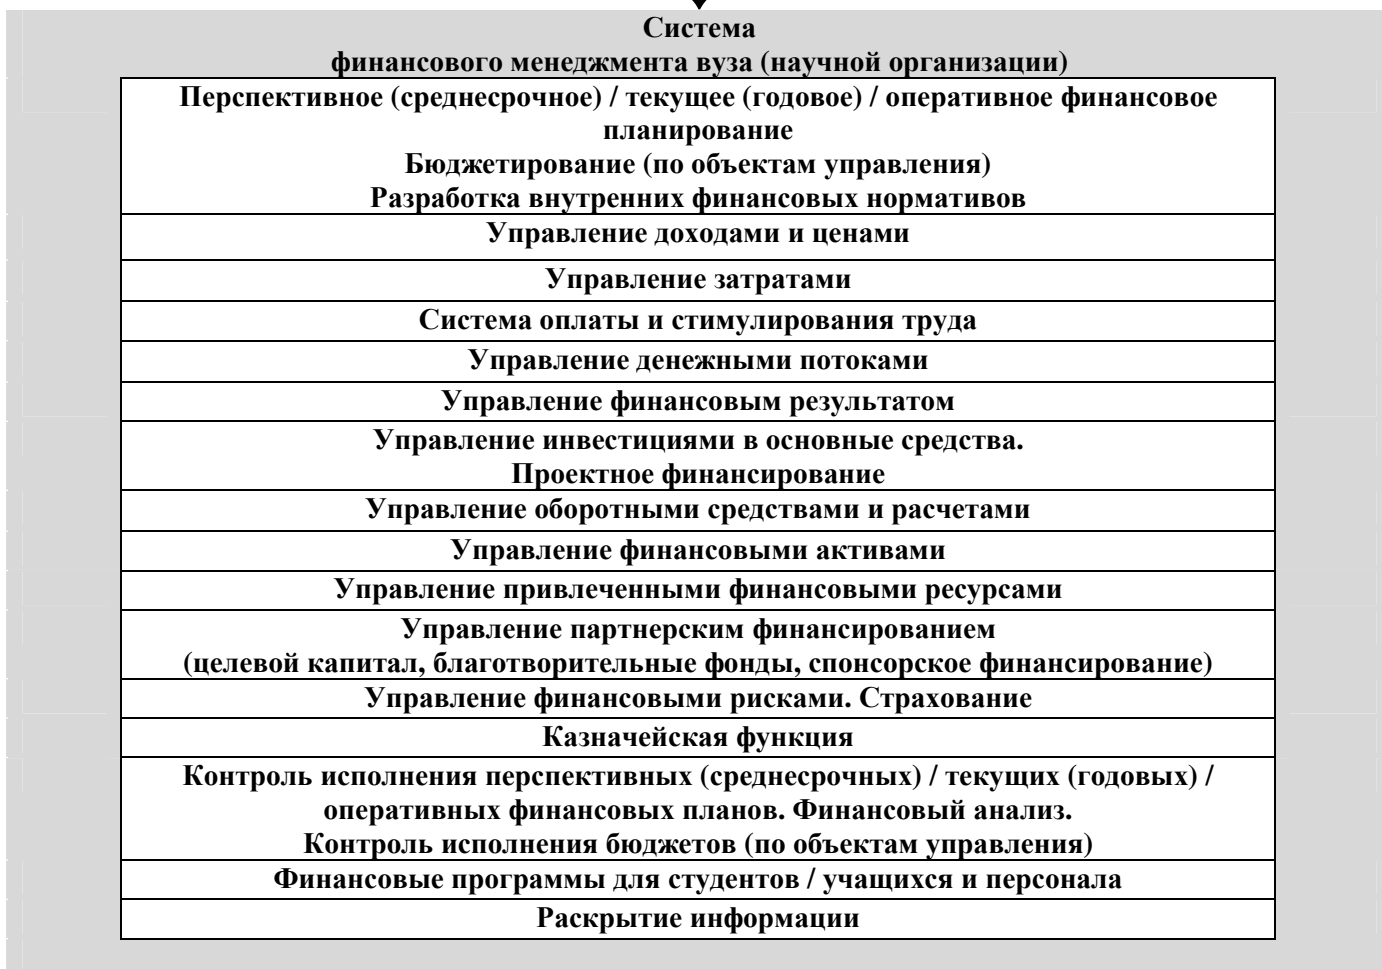 Система
финансового менеджмента вуза (научной организации)
Перспективное (среднесрочное) / текущее (годовое) / оперативное финансовое
планирование
Бюджетирование (по объектам управления)
Разработка внутренних финансовых нормативов
Управление доходами и ценами
Управление затратами
Система оплаты и стимулирования труда
Управление денежными потоками
Управление финансовым результатом
Управление инвестициями в основные средства.
Проектное финансирование
Управление оборотными средствами и расчетами
Управление финансовыми активами
Управление привлеченными финансовыми ресурсами
Управление партнерским финансированием
(целевой капитал, благотворительные фонды, спонсорское финансирование)
Управление финансовыми рисками. Страхование
Казначейская функция
Контроль исполнения перспективных (среднесрочных) / текущих (годовых) /
оперативных финансовых планов. Финансовый анализ.
Контроль исполнения бюджетов (по объектам управления)
Финансовые программы для студентов / учащихся и персонала
Раскрытие информации